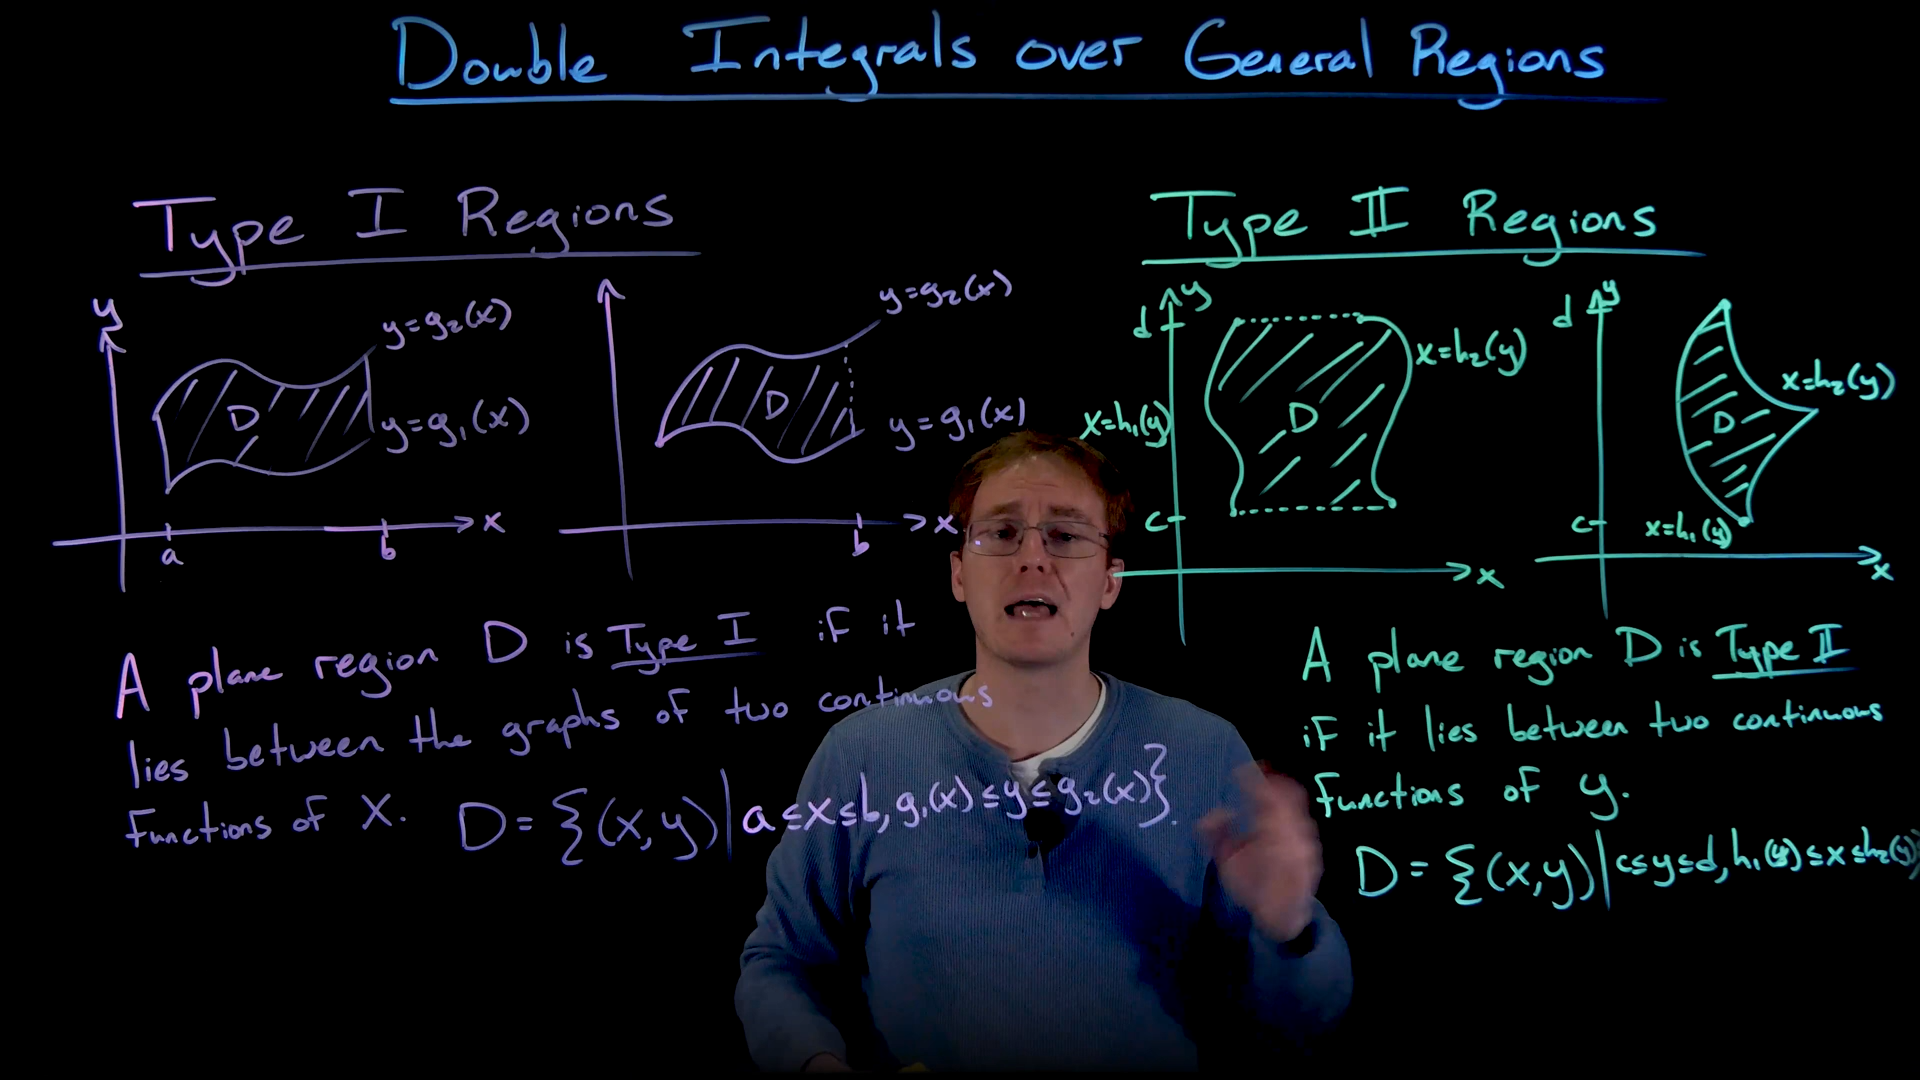 Double Integrals over General Regions
Type I Regions
y
y=g₂(x)
D
y=g₁(x)
x
a
b
y=g₂(x)
D
y=g₁(x)
x
b
A plane region D is Type I if it
lies between the graphs of two continuous
functions of x. D={(x,y)|a≤x≤b, g₁(x)≤y≤g₂(x)}.
Type II Regions
y
d
x=h₂(y)
D
x=h₁(y)
c
x
y
d
x=h₂(y)
D
c
x=h₁(y)
x
A plane region D is Type II
if it lies between two continuous
functions of y.
D={(x,y)|c≤y≤d, h₁(y)≤x≤h₂(y)}